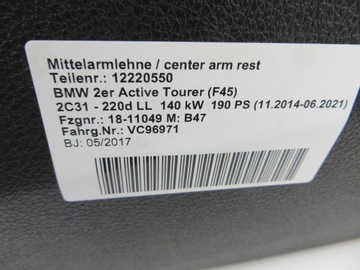 Mittelarmlehne / center arm rest
Teilenr.: 12220550
BMW 2er Active Tourer (F45)
2C31 - 220d LL 140 kW 190 PS (11.2014-06.2021)
Fzgnr.: 18-11049 M: B47
Fahrg.Nr.: VC96971
BJ: 05/2017